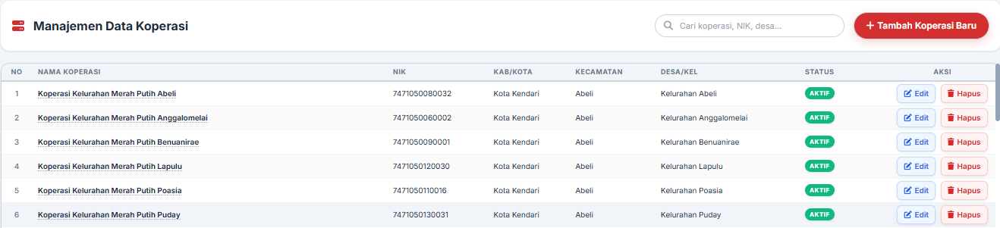 Manajemen Data Koperasi
Cari koperasi, NIK, desa...
+ Tambah Koperasi Baru
NO NAMA KOPERASI NIK KAB/KOTA KECAMATAN DESA/KEL STATUS AKSI
1 Koperasi Kelurahan Merah Putih Abeli 7471050080032 Kota Kendari Abeli Kelurahan Abeli AKTIF Edit Hapus
2 Koperasi Kelurahan Merah Putih Anggalomelai 7471050060002 Kota Kendari Abeli Kelurahan Anggalomelai AKTIF Edit Hapus
3 Koperasi Kelurahan Merah Putih Benuanirae 7471050090001 Kota Kendari Abeli Kelurahan Benuanirae AKTIF Edit Hapus
4 Koperasi Kelurahan Merah Putih Lapulu 7471050120030 Kota Kendari Abeli Kelurahan Lapulu AKTIF Edit Hapus
5 Koperasi Kelurahan Merah Putih Poasia 7471050110016 Kota Kendari Abeli Kelurahan Poasia AKTIF Edit Hapus
6 Koperasi Kelurahan Merah Putih Puday 7471050130031 Kota Kendari Abeli Kelurahan Puday AKTIF Edit Hapus